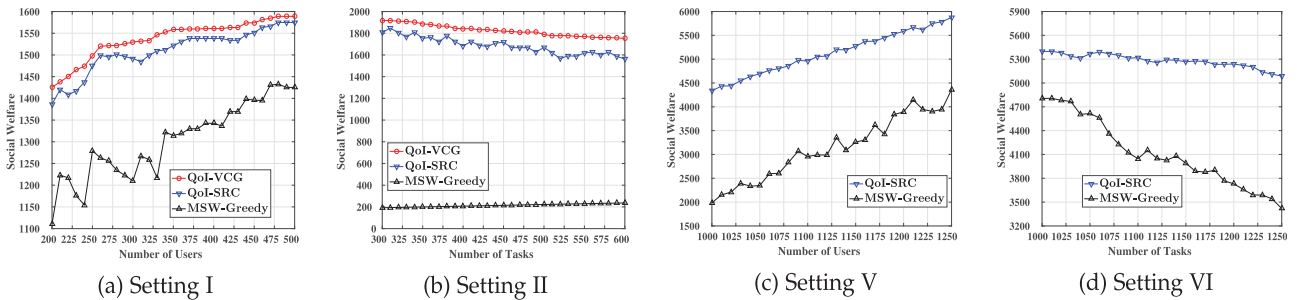 1600
1500
1400
1300
1200
1100
Social Welfare
200 225 250 275 300 325 350 375 400 425 450 475 500
Number of Users
QoI-VCG
QoI-SRC
MSW-Greedy
(a) Setting I
2000
1800
1600
1400
1200
1000
800
600
400
200
0
Social Welfare
300 325 350 375 400 425 450 475 500 525 550 575 600
Number of Tasks
QoI-VCG
QoI-SRC
MSW-Greedy
(b) Setting II
6000
5500
5000
4500
4000
3500
3000
2500
2000
1500
Social Welfare
1000 1025 1050 1075 1100 1125 1150 1175 1200 1225 1250
Number of Users
QoI-SRC
MSW-Greedy
(c) Setting V
5900
5600
5300
5000
4700
4400
4100
3800
3500
3200
Social Welfare
1000 1025 1050 1075 1100 1125 1150 1175 1200 1225 1250
Number of Tasks
QoI-SRC
MSW-Greedy
(d) Setting VI